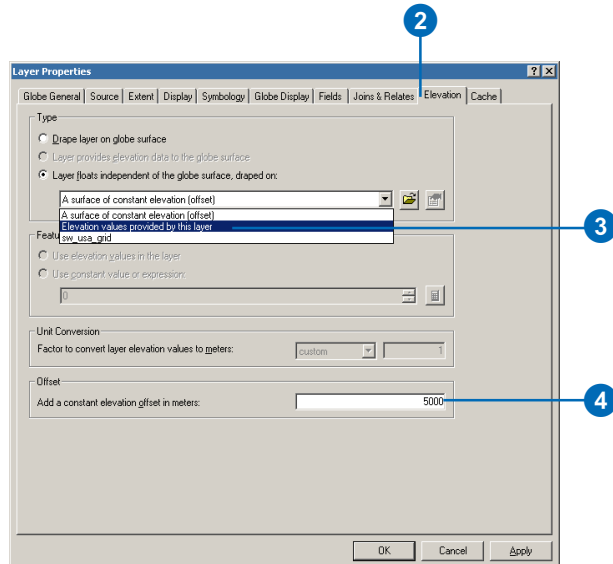 2
Layer Properties
Globe General Source Extent Display Symbology Globe Display Fields Joins & Relates Elevation Cache
Type
Drape layer on globe surface
Layer provides elevation data to the globe surface
Layer floats independent of the globe surface, draped on:
A surface of constant elevation (offset)
A surface of constant elevation (offset)
Elevation values provided by this layer
3
sw_usa_grid
Use elevation values in the layer
Use constant value or expression:
0
Unit Conversion
Factor to convert layer elevation values to meters:
custom
1
Offset
Add a constant elevation offset in meters:
5000
4
OK Cancel Apply